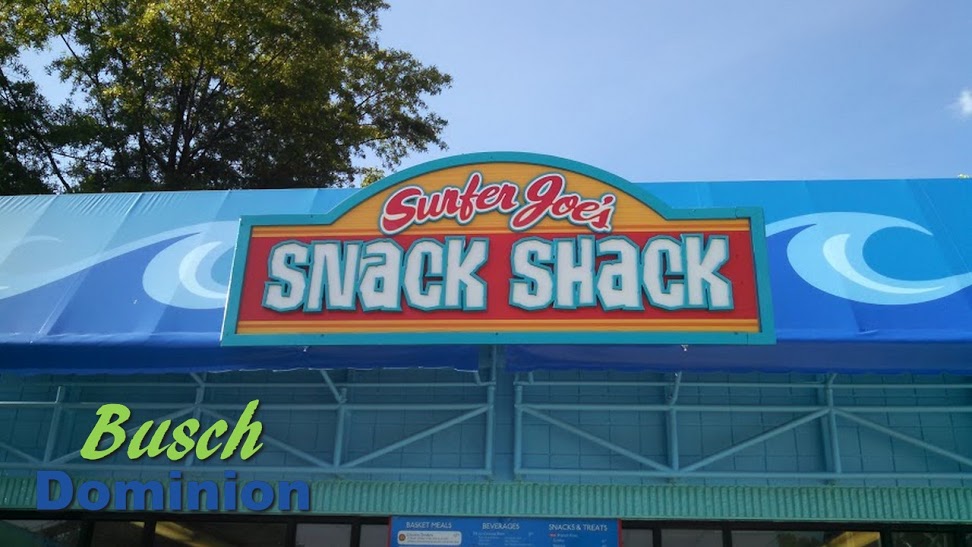 Surfer Joe's
SNACK SHACK
Busch
Dominion
BASKET MEALS BEVERAGES SNACKS & TREATS